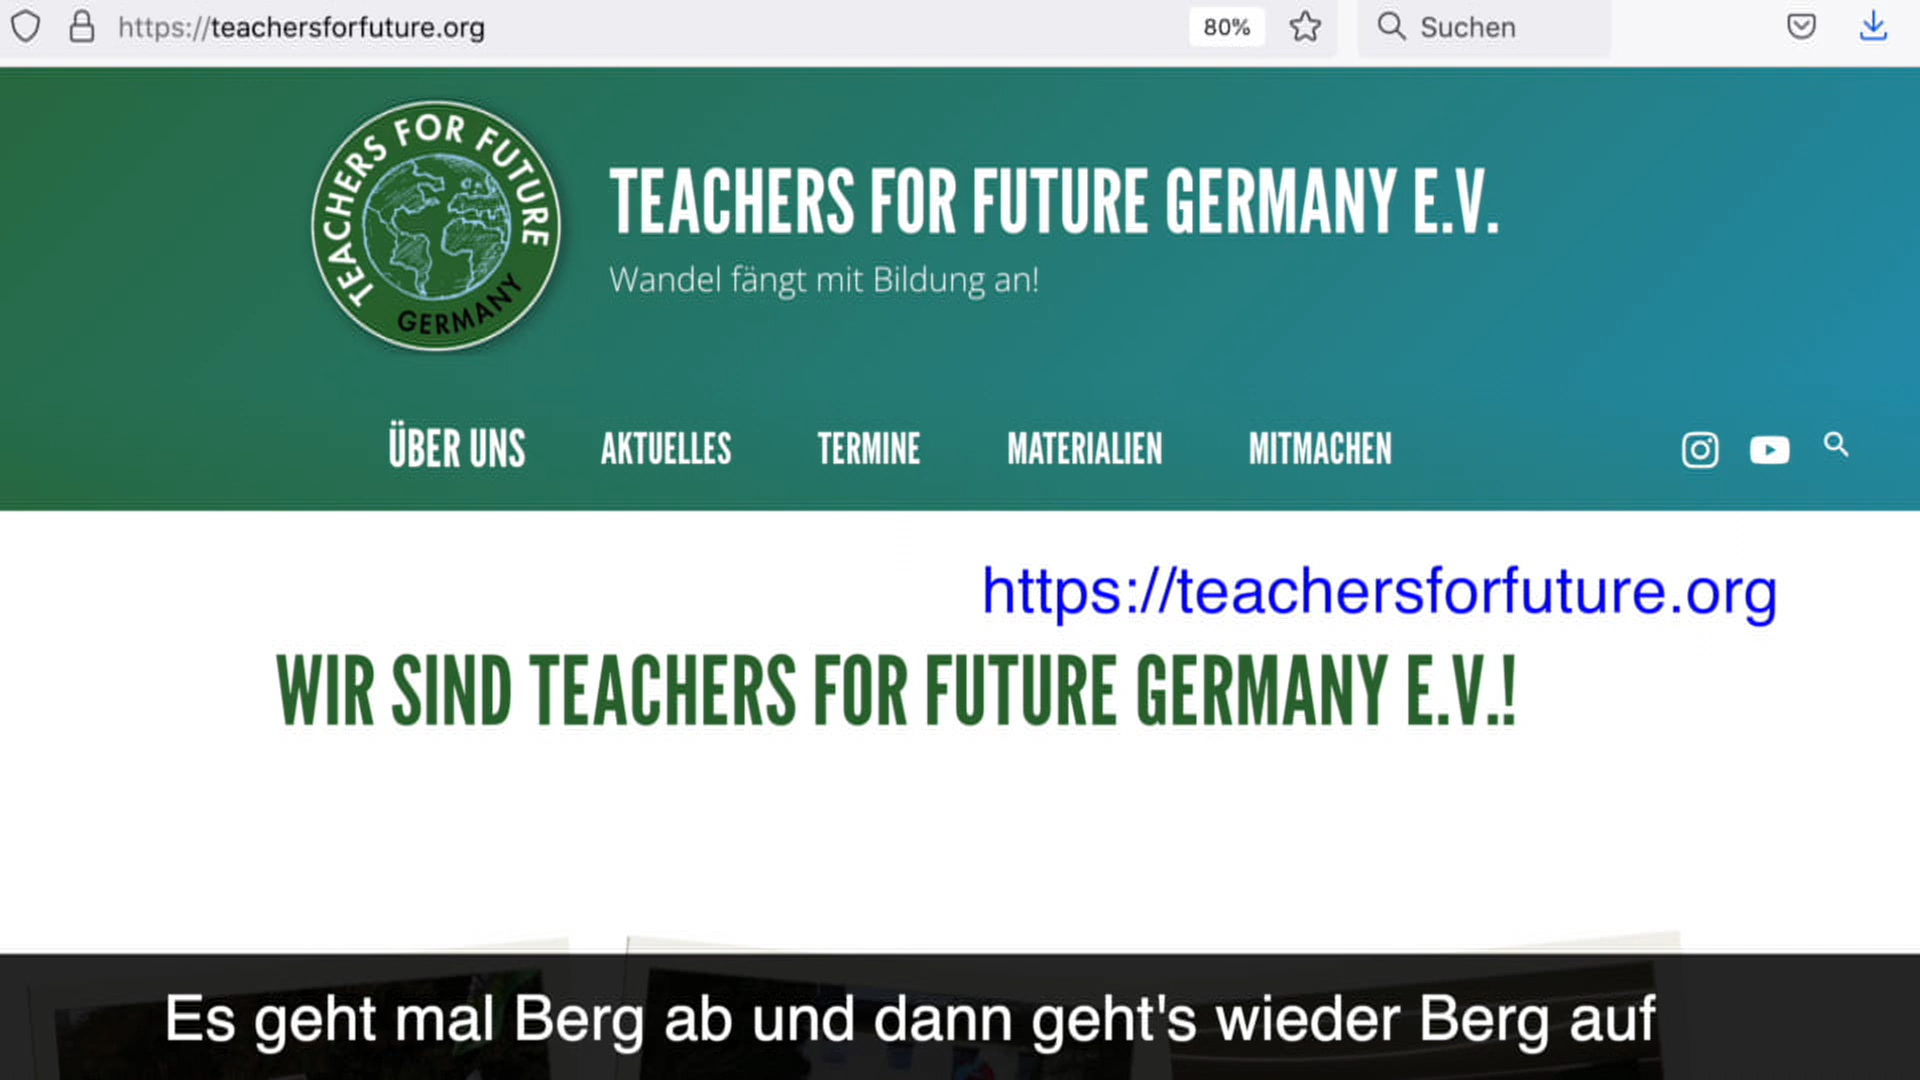 https://teachersforfuture.org
80%
Suchen
TEACHERS FOR FUTURE
GERMANY
TEACHERS FOR FUTURE GERMANY E.V.
Wandel fängt mit Bildung an!
ÜBER UNS
AKTUELLES
TERMINE
MATERIALIEN
MITMACHEN
https://teachersforfuture.org
WIR SIND TEACHERS FOR FUTURE GERMANY E.V.!
Es geht mal Berg ab und dann geht's wieder Berg auf